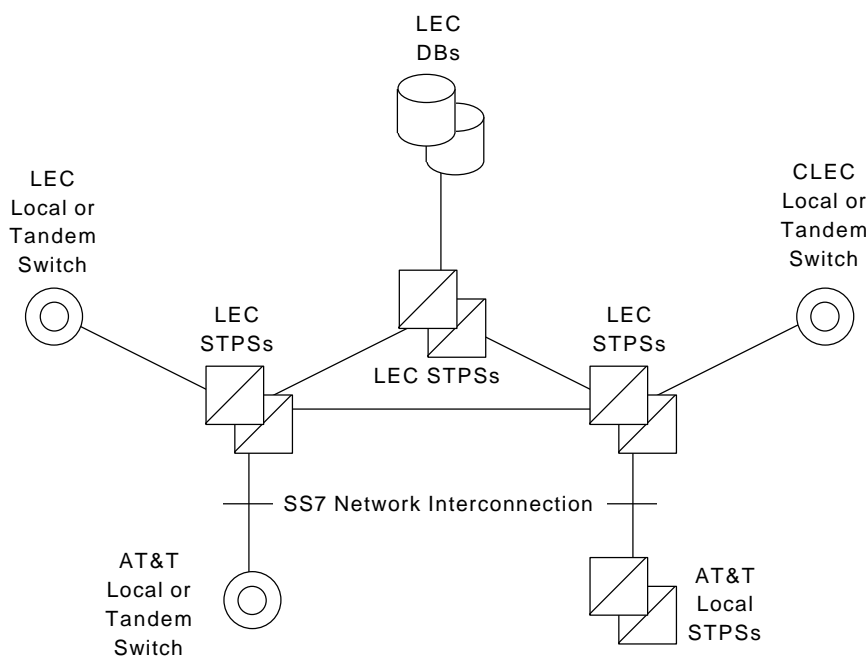 LEC
DBs
LEC
Local or
Tandem
Switch
CLEC
Local or
Tandem
Switch
LEC
STPSs
LEC
STPSs
LEC STPSs
SS7 Network Interconnection
AT&T
Local or
Tandem
Switch
AT&T
Local
STPSs